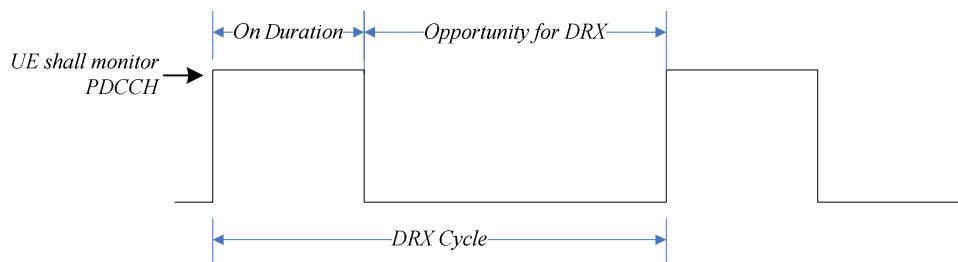 On Duration
Opportunity for DRX
UE shall monitor
PDCCH
DRX Cycle